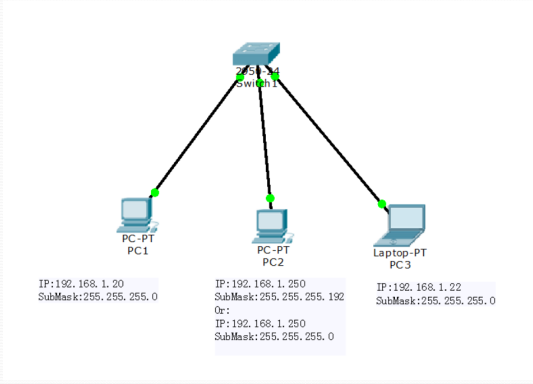 2950-24
Switch1
PC-PT
PC1
PC-PT
PC2
Laptop-PT
PC3
IP:192.168.1.20
SubMask:255.255.255.0
IP:192.168.1.250
SubMask:255.255.255.192
Or:
IP:192.168.1.250
SubMask:255.255.255.0
IP:192.168.1.22
SubMask:255.255.255.0